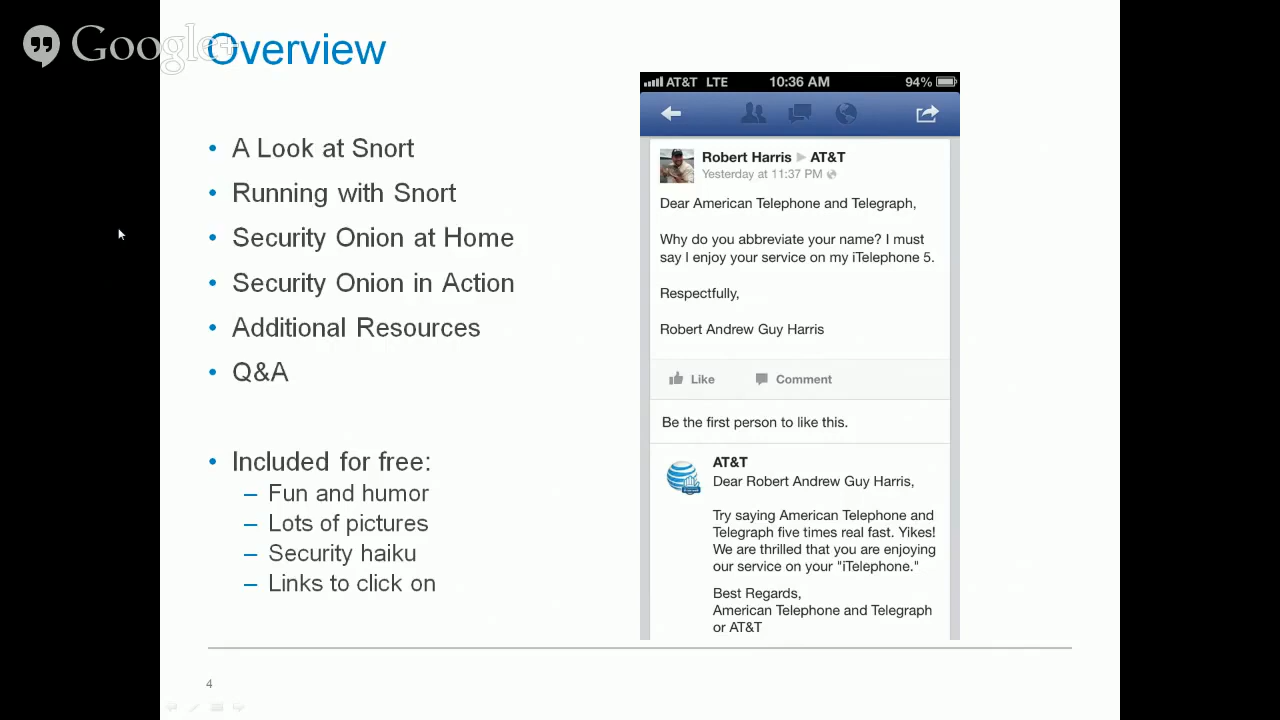 Google+
Overview
A Look at Snort
Running with Snort
Security Onion at Home
Security Onion in Action
Additional Resources
Q&A
Included for free:
– Fun and humor
– Lots of pictures
– Security haiku
– Links to click on
4
AT&T LTE 10:36 AM 94%
Robert Harris ▶ AT&T
Yesterday at 11:37 PM
Dear American Telephone and Telegraph,
Why do you abbreviate your name? I must
say I enjoy your service on my iTelephone 5.
Respectfully,
Robert Andrew Guy Harris
Like Comment
Be the first person to like this.
AT&T
Dear Robert Andrew Guy Harris,
Try saying American Telephone and
Telegraph five times real fast. Yikes!
We are thrilled that you are enjoying
our service on your "iTelephone."
Best Regards,
American Telephone and Telegraph
or AT&T